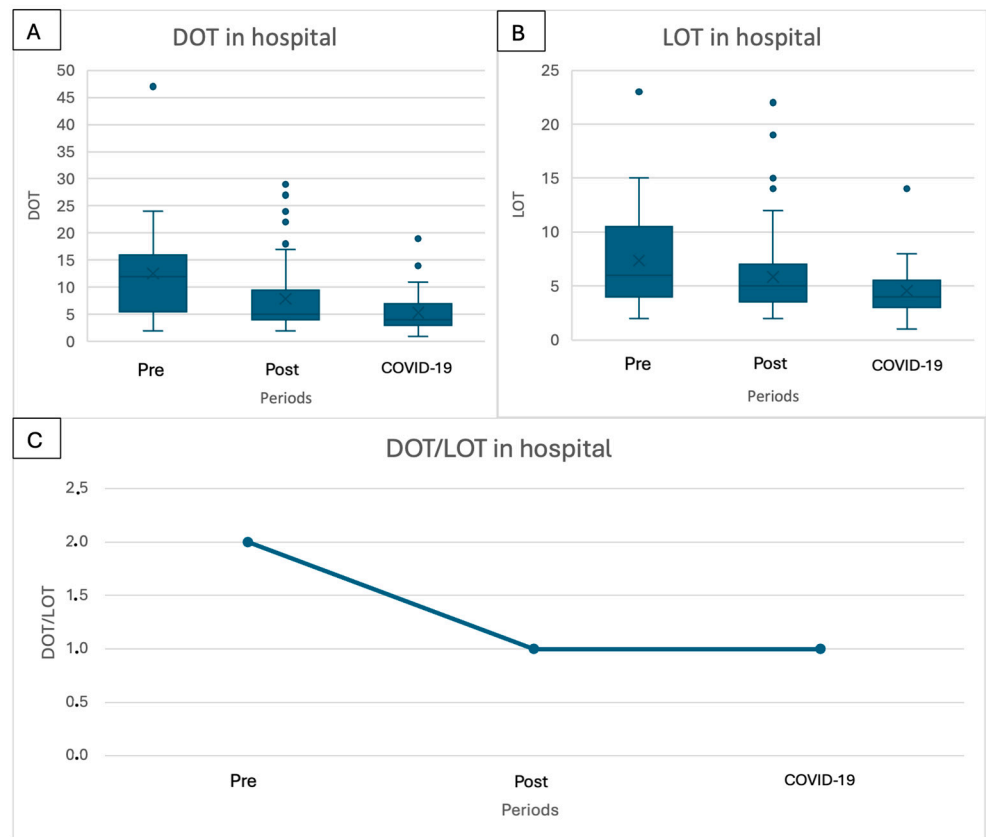 A
DOT in hospital
50
45
40
35
30
25
20
15
10
5
0
DOT
Pre
Post
COVID-19
Periods
B
LOT in hospital
25
20
15
10
5
0
LOT
Pre
Post
COVID-19
Periods
C
DOT/LOT in hospital
2.5
2.0
1.5
1.0
0.5
0.0
DOT/LOT
Pre
Post
COVID-19
Periods